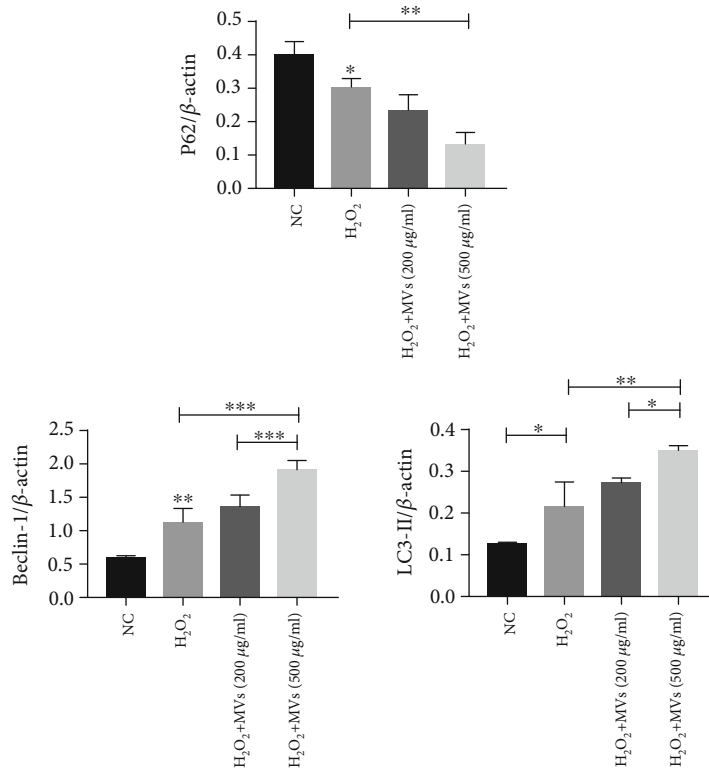 **
0.5
0.4
0.3
0.2
0.1
0.0
P62/β-actin
*
NC
H₂O₂
H₂O₂+MVs (200 μg/ml)
H₂O₂+MVs (500 μg/ml)
***
***
2.5
2.0
1.5
1.0
0.5
0.0
Beclin-1/β-actin
**
NC
H₂O₂
H₂O₂+MVs (200 μg/ml)
H₂O₂+MVs (500 μg/ml)
**
*
*
0.4
0.3
0.2
0.1
0.0
LC3-II/β-actin
NC
H₂O₂
H₂O₂+MVs (200 μg/ml)
H₂O₂+MVs (500 μg/ml)